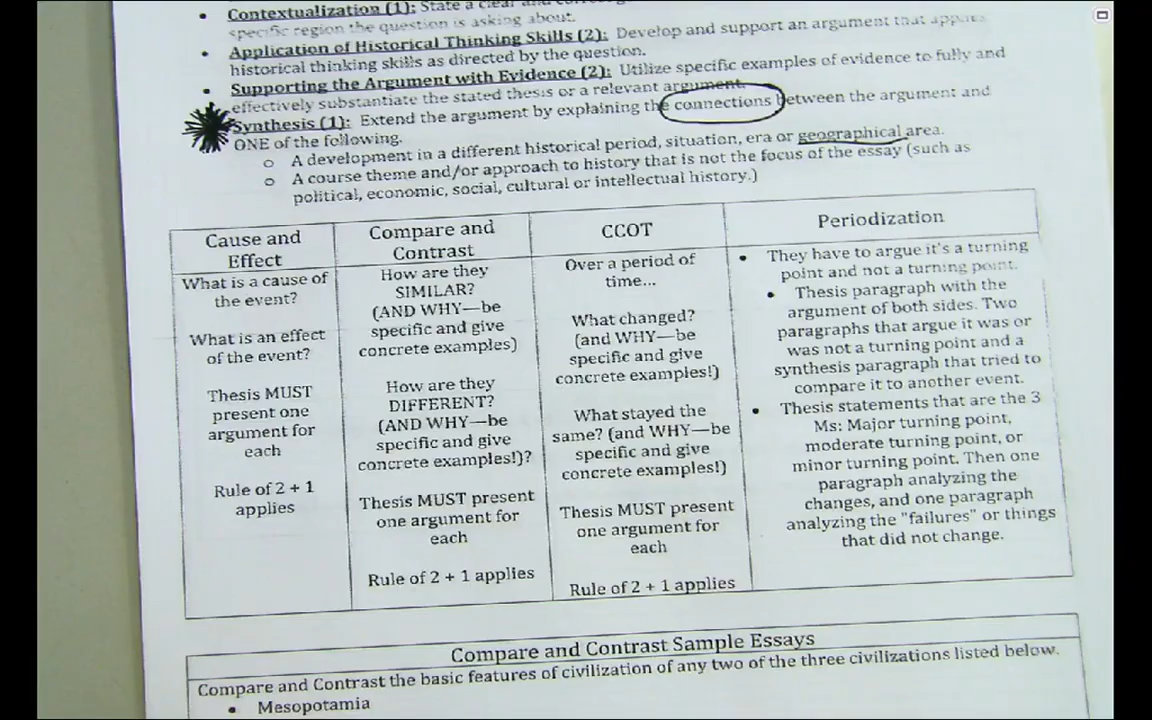 • Contextualization (1): State a clear and
specific region the question is asking about.
• Application of Historical Thinking Skills (2): Develop and support an argument that
historical thinking skills as directed by the question.
• Supporting the Argument with Evidence (2): Utilize specific examples of evidence to fully and
effectively substantiate the stated thesis or a relevant argument.
Synthesis (1): Extend the argument by explaining the connections between the argument and
ONE of the following.
o A development in a different historical period, situation, era or geographical area.
o A course theme and/or approach to history that is not the focus of the essay (such as
political, economic, social, cultural or intellectual history.)
Cause and
Effect
What is a cause of
the event?
What is an effect
of the event?
Thesis MUST
present one
argument for
each
Rule of 2 + 1
applies
Compare and
Contrast
How are they
SIMILAR?
(AND WHY—be
specific and give
concrete examples)
How are they
DIFFERENT?
(AND WHY—be
specific and give
concrete examples!)?
Thesis MUST present
one argument for
each
Rule of 2 + 1 applies
CCOT
Over a period of
time...
What changed?
(and WHY—be
specific and give
concrete examples!)
What stayed the
same? (and WHY—be
specific and give
concrete examples!)
Thesis MUST present
one argument for
each
Rule of 2 + 1 applies
Periodization
• They have to argue it's a turning
point and not a turning point.
• Thesis paragraph with the
argument of both sides. Two
paragraphs that argue it was or
was not a turning point and a
synthesis paragraph that tried to
compare it to another event.
• Thesis statements that are the 3
Ms: Major turning point,
moderate turning point, or
minor turning point. Then one
paragraph analyzing the
changes, and one paragraph
analyzing the "failures" or things
that did not change.
Compare and Contrast Sample Essays
Compare and Contrast the basic features of civilization of any two of the three civilizations listed below.
• Mesopotamia